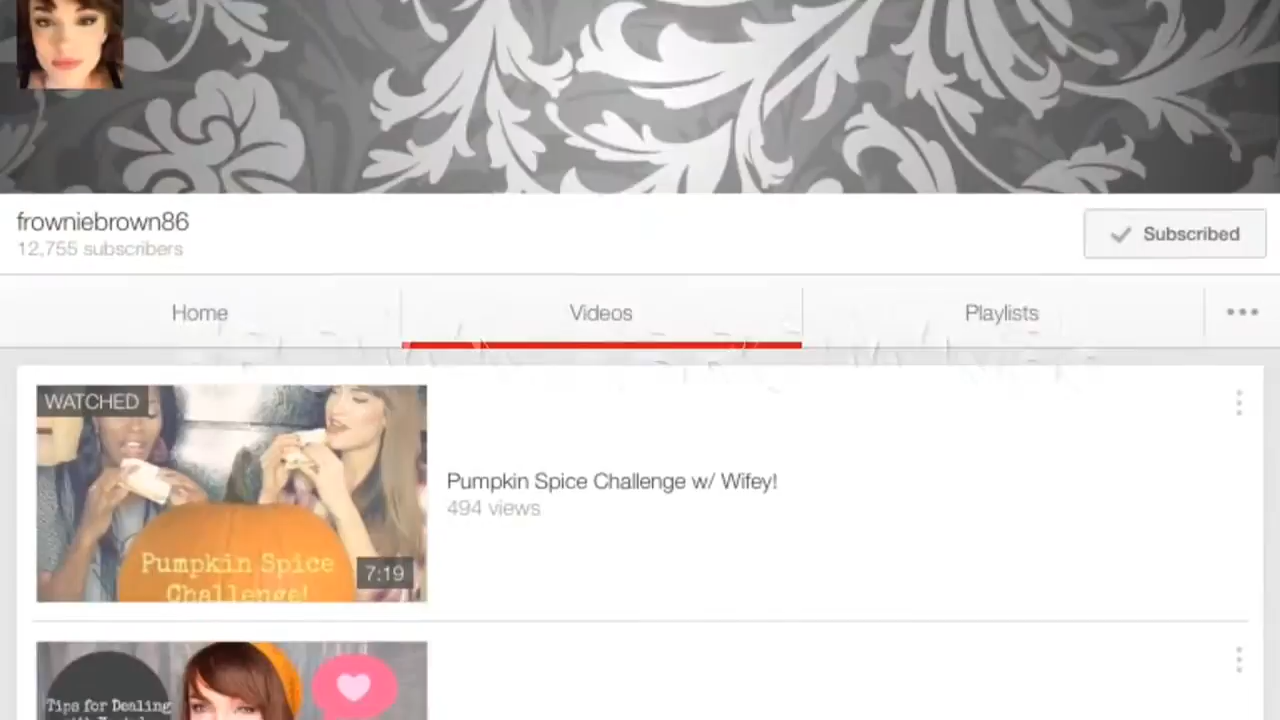 frowniebrown86
12,755 subscribers
Subscribed
Home
Videos
Playlists
WATCHED
Pumpkin Spice
Challenge!
7:19
Pumpkin Spice Challenge w/ Wifey!
494 views
Tips for Dealing